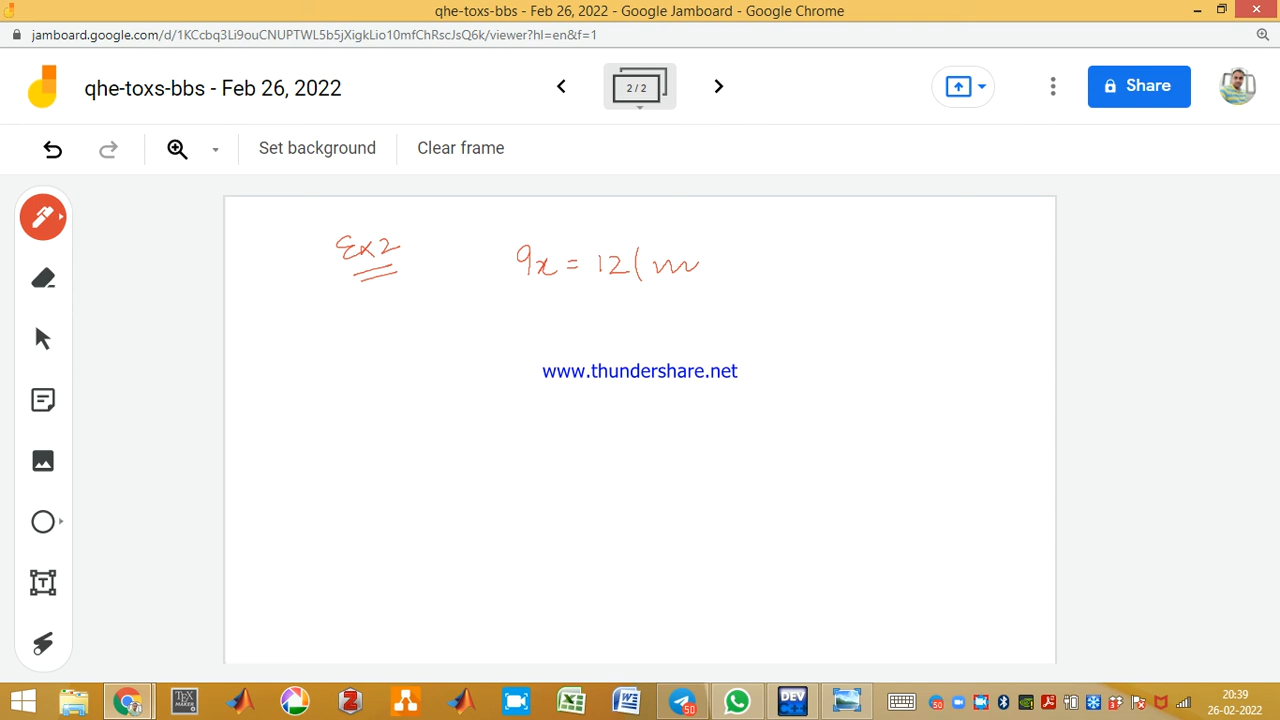 qhe-toxs-bbs - Feb 26, 2022 - Google Jamboard - Google Chrome
jamboard.google.com/d/1KCcbq3Li9ouCNUPTWL5b5jXigkLio10mfChRscJsQ6k/viewer?hl=en&f=1
qhe-toxs-bbs - Feb 26, 2022
2 / 2
Share
Set background
Clear frame
Ex2
9x = 12 ( m
www.thundershare.net
20:39
26-02-2022